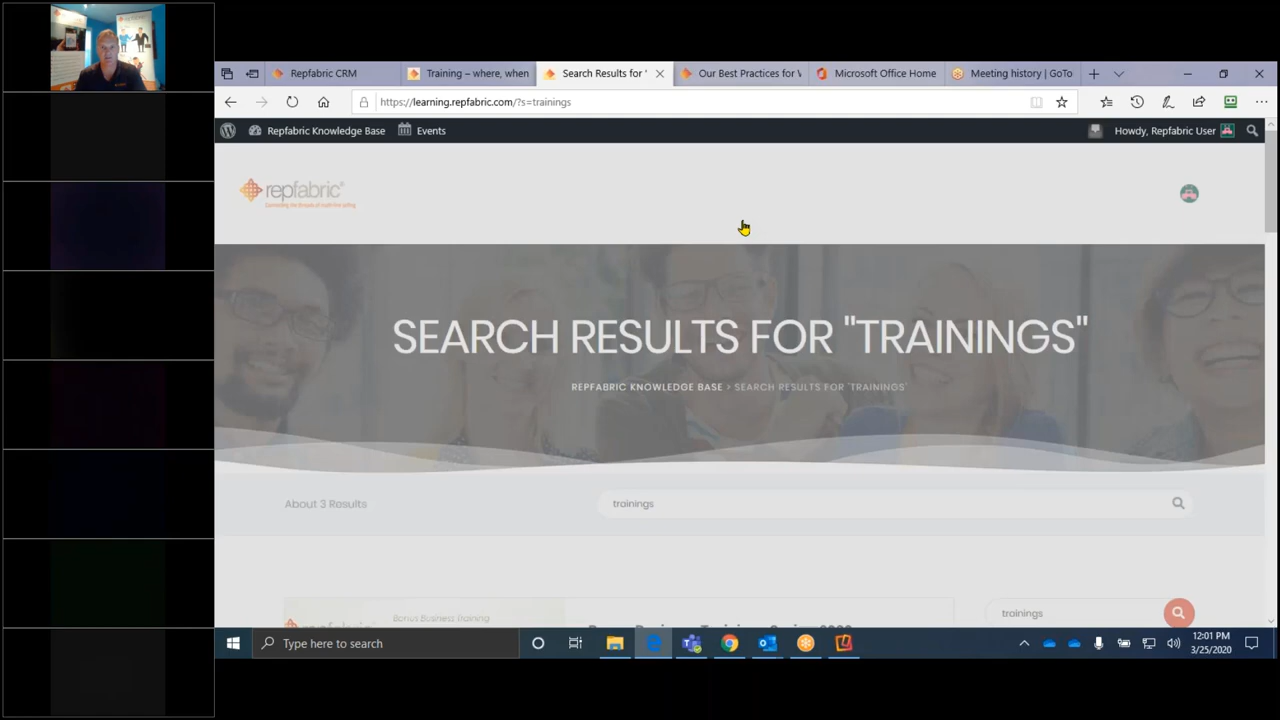 Repfabric CRM
Training – where, when
Search Results for '
Our Best Practices for
Microsoft Office Home
Meeting history | GoTo
https://learning.repfabric.com/?s=trainings
Repfabric Knowledge Base
Events
Howdy, Repfabric User
repfabric
SEARCH RESULTS FOR "TRAININGS"
REPFABRIC KNOWLEDGE BASE > SEARCH RESULTS FOR 'TRAININGS'
About 3 Results
trainings
Bonus Business Training
trainings
Type here to search
12:01 PM
3/25/2020